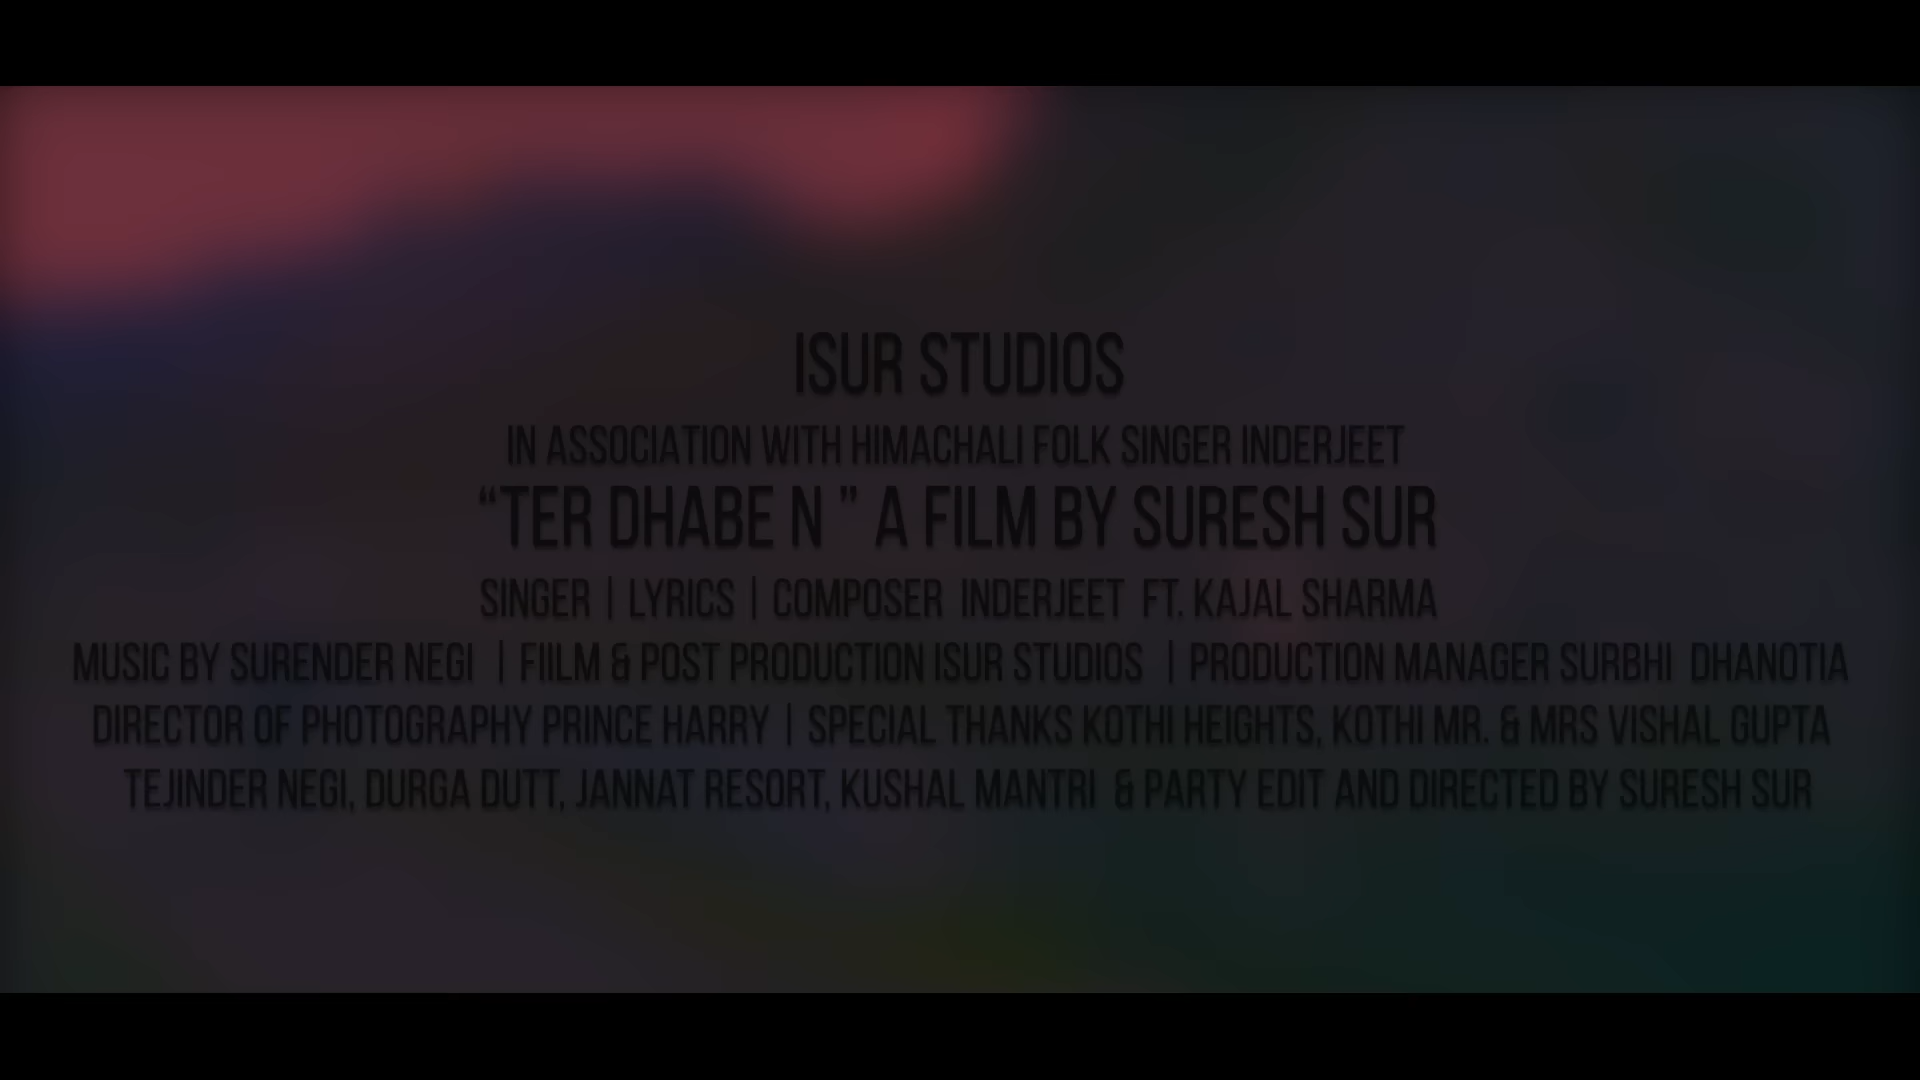 ISUR STUDIOS
IN ASSOCIATION WITH HIMACHALI FOLK SINGER INDERJEET
“TER DHABE N ” A FILM BY SURESH SUR
SINGER | LYRICS | COMPOSER INDERJEET FT. KAJAL SHARMA
MUSIC BY SURENDER NEGI | FIILM & POST PRODUCTION ISUR STUDIOS | PRODUCTION MANAGER SURBHI DHANOTIA
DIRECTOR OF PHOTOGRAPHY PRINCE HARRY | SPECIAL THANKS KOTHI HEIGHTS, KOTHI MR. & MRS VISHAL GUPTA
TEJINDER NEGI, DURGA DUTT, JANNAT RESORT, KUSHAL MANTRI & PARTY EDIT AND DIRECTED BY SURESH SUR